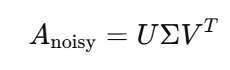 A_noisy = UΣV^T